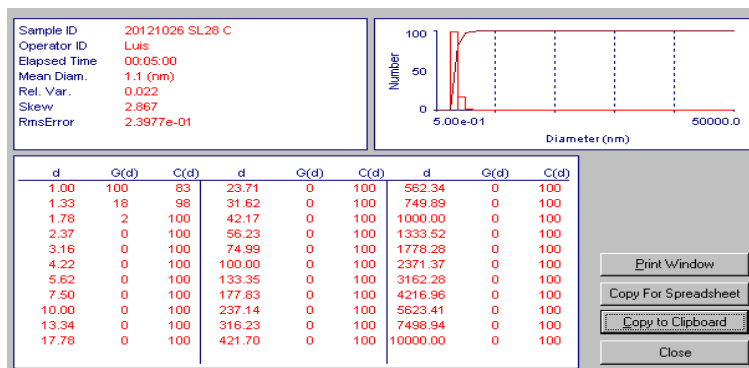 Sample ID 20121026 SL28 C
Operator ID Luis
Elapsed Time 00:05:00
Mean Diam. 1.1 (nm)
Rel. Var. 0.022
Skew 2.867
RmsError 2.3977e-01
Number
100
50
0
5.00e-01 50000.0
Diameter (nm)
d G(d) C(d) d G(d) C(d) d G(d) C(d)
1.00 100 83 23.71 0 100 562.34 0 100
1.33 18 98 31.62 0 100 749.89 0 100
1.78 2 100 42.17 0 100 1000.00 0 100
2.37 0 100 56.23 0 100 1333.52 0 100
3.16 0 100 74.99 0 100 1778.28 0 100
4.22 0 100 100.00 0 100 2371.37 0 100
5.62 0 100 133.35 0 100 3162.28 0 100
7.50 0 100 177.83 0 100 4216.96 0 100
10.00 0 100 237.14 0 100 5623.41 0 100
13.34 0 100 316.23 0 100 7498.94 0 100
17.78 0 100 421.70 0 100 10000.00 0 100
Print Window
Copy For Spreadsheet
Copy to Clipboard
Close